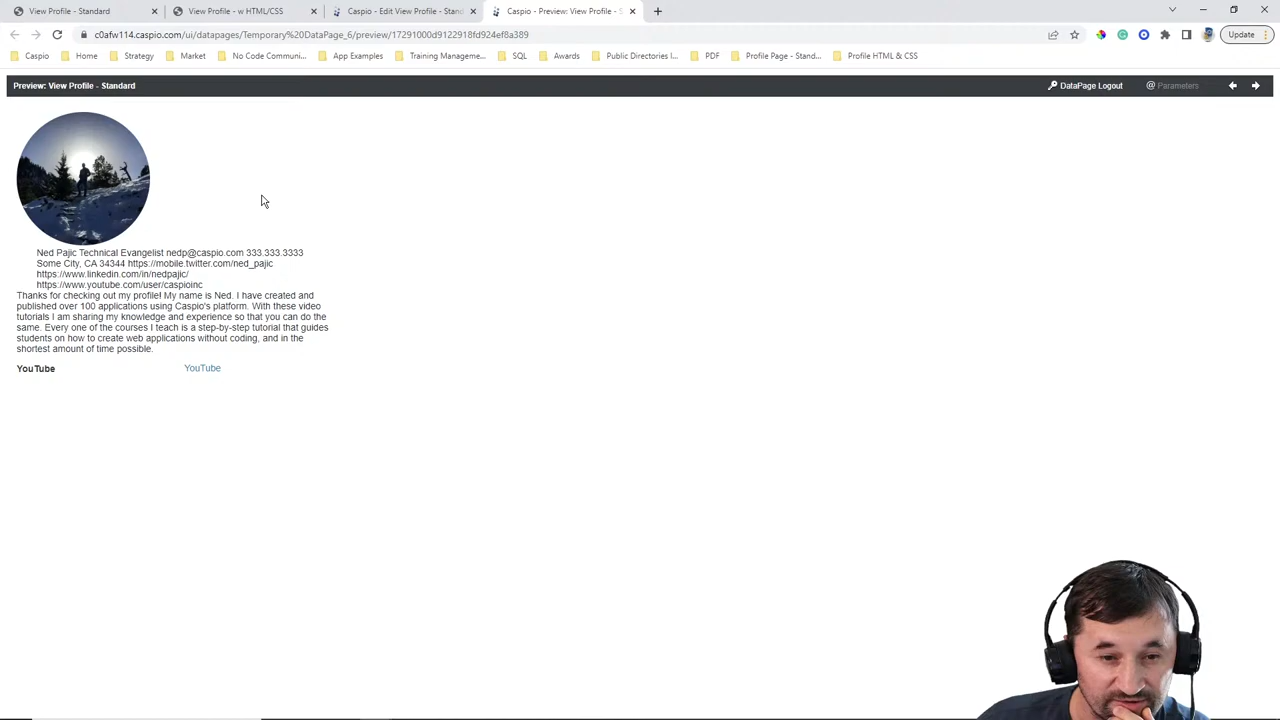 View Profile - Standard
View Profile - w HTML/CSS
Caspio - Edit View Profile - Stand
Caspio - Preview: View Profile - S
c0afw114.caspio.com/ui/datapages/Temporary%20DataPage_6/preview/17291000d9122918fd924ef8a389
Update
Caspio
Home
Strategy
Market
No Code Communi...
App Examples
Training Manageme...
SQL
Awards
Public Directories I...
PDF
Profile Page - Stand...
Profile HTML & CSS
Preview: View Profile - Standard
DataPage Logout
@ Parameters
Ned Pajic Technical Evangelist nedp@caspio.com 333.333.3333
Some City, CA 34344 https://mobile.twitter.com/ned_pajic
https://www.linkedin.com/in/nedpajic/
https://www.youtube.com/user/caspioinc
Thanks for checking out my profile! My name is Ned. I have created and
published over 100 applications using Caspio's platform. With these video
tutorials I am sharing my knowledge and experience so that you can do the
same. Every one of the courses I teach is a step-by-step tutorial that guides
students on how to create web applications without coding, and in the
shortest amount of time possible.
YouTube
YouTube